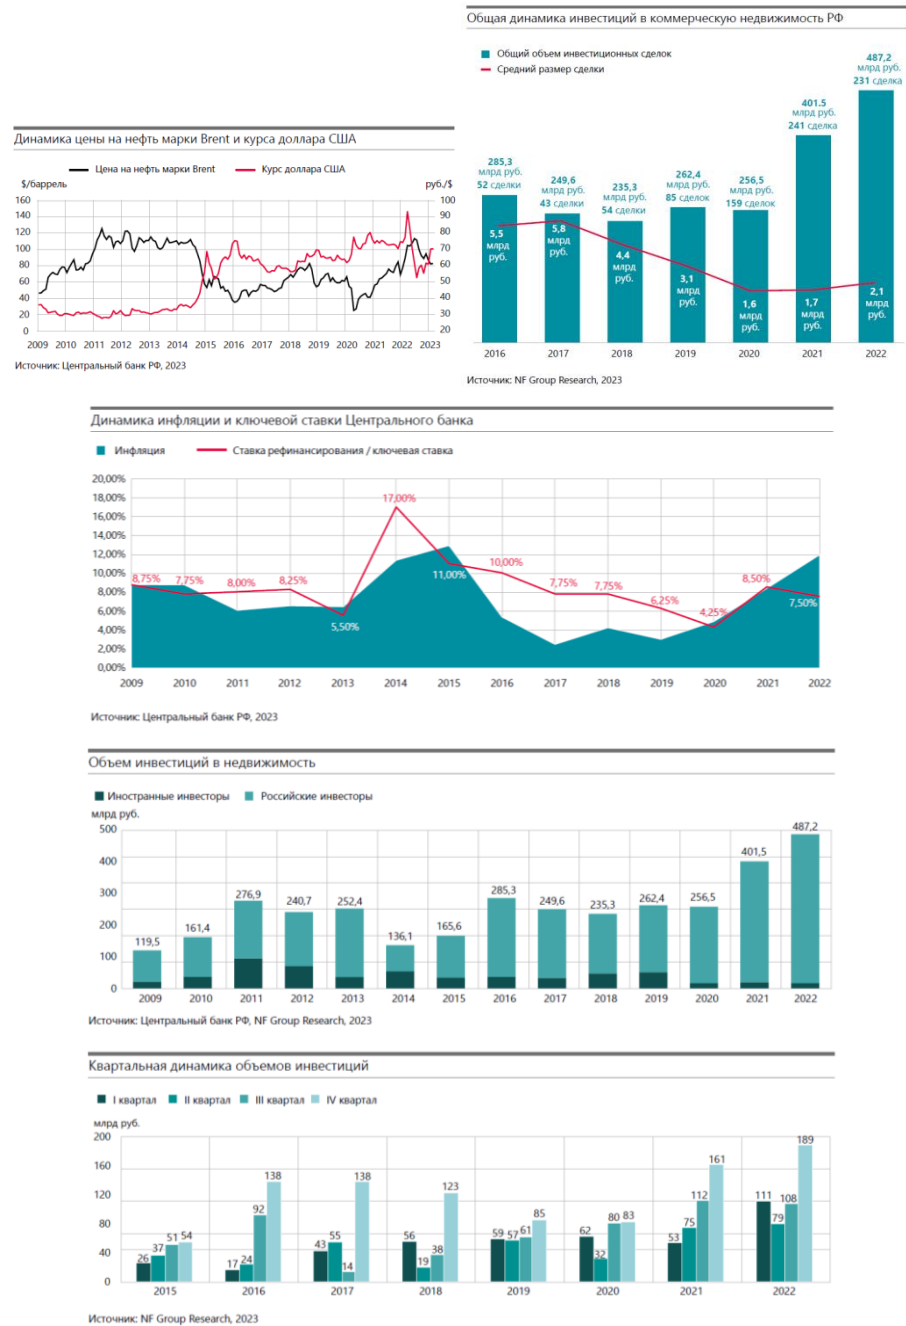 Общая динамика инвестиций в коммерческую недвижимость РФ
Общий объем инвестиционных сделок
Средний размер сделки
285,3
млрд руб.
52 сделки
249,6
млрд руб.
43 сделки
235,3
млрд руб.
54 сделки
262,4
млрд руб.
85 сделок
256,5
млрд руб.
159 сделок
401.5
млрд руб.
241 сделка
487,2
млрд руб.
231 сделка
5,5
млрд
руб.
5,8
млрд
руб.
4,4
млрд
руб.
3,1
млрд
руб.
1,6
млрд
руб.
1,7
млрд
руб.
2,1
млрд
руб.
2016 2017 2018 2019 2020 2021 2022
Источник: NF Group Research, 2023
Динамика цены на нефть марки Brent и курса доллара США
Цена на нефть марки Brent Курс доллара США
$/баррель руб./$
160 100
140 90
120 80
100 70
80 60
60 50
40 40
20 30
0 20
2009 2010 2011 2012 2013 2014 2015 2016 2017 2018 2019 2020 2021 2022 2023
Источник: Центральный банк РФ, 2023
Динамика инфляции и ключевой ставки Центрального банка
Инфляция Ставка рефинансирования / ключевая ставка
20,00%
18,00%
16,00%
14,00%
12,00%
10,00%
8,00%
6,00%
4,00%
2,00%
0,00%
8,75% 7,75% 8,00% 8,25% 5,50% 17,00% 11,00% 10,00% 7,75% 7,75% 6,25% 4,25% 8,50% 7,50%
2009 2010 2011 2012 2013 2014 2015 2016 2017 2018 2019 2020 2021 2022
Источник: Центральный банк РФ, 2023
Объем инвестиций в недвижимость
Иностранные инвесторы Российские инвесторы
млрд руб.
500
400
300
200
100
0
119,5 161,4 276,9 240,7 252,4 136,1 165,6 285,3 249,6 235,3 262,4 256,5 401,5 487,2
2009 2010 2011 2012 2013 2014 2015 2016 2017 2018 2019 2020 2021 2022
Источник: Центральный банк РФ, NF Group Research, 2023
Квартальная динамика объемов инвестиций
I квартал II квартал III квартал IV квартал
млрд руб.
200
160
120
80
40
0
26 37 51 54 17 24 92 138 43 55 14 138 56 19 38 123 59 57 61 85 62 32 80 83 53 75 112 161 111 79 108 189
2015 2016 2017 2018 2019 2020 2021 2022
Источник: NF Group Research, 2023